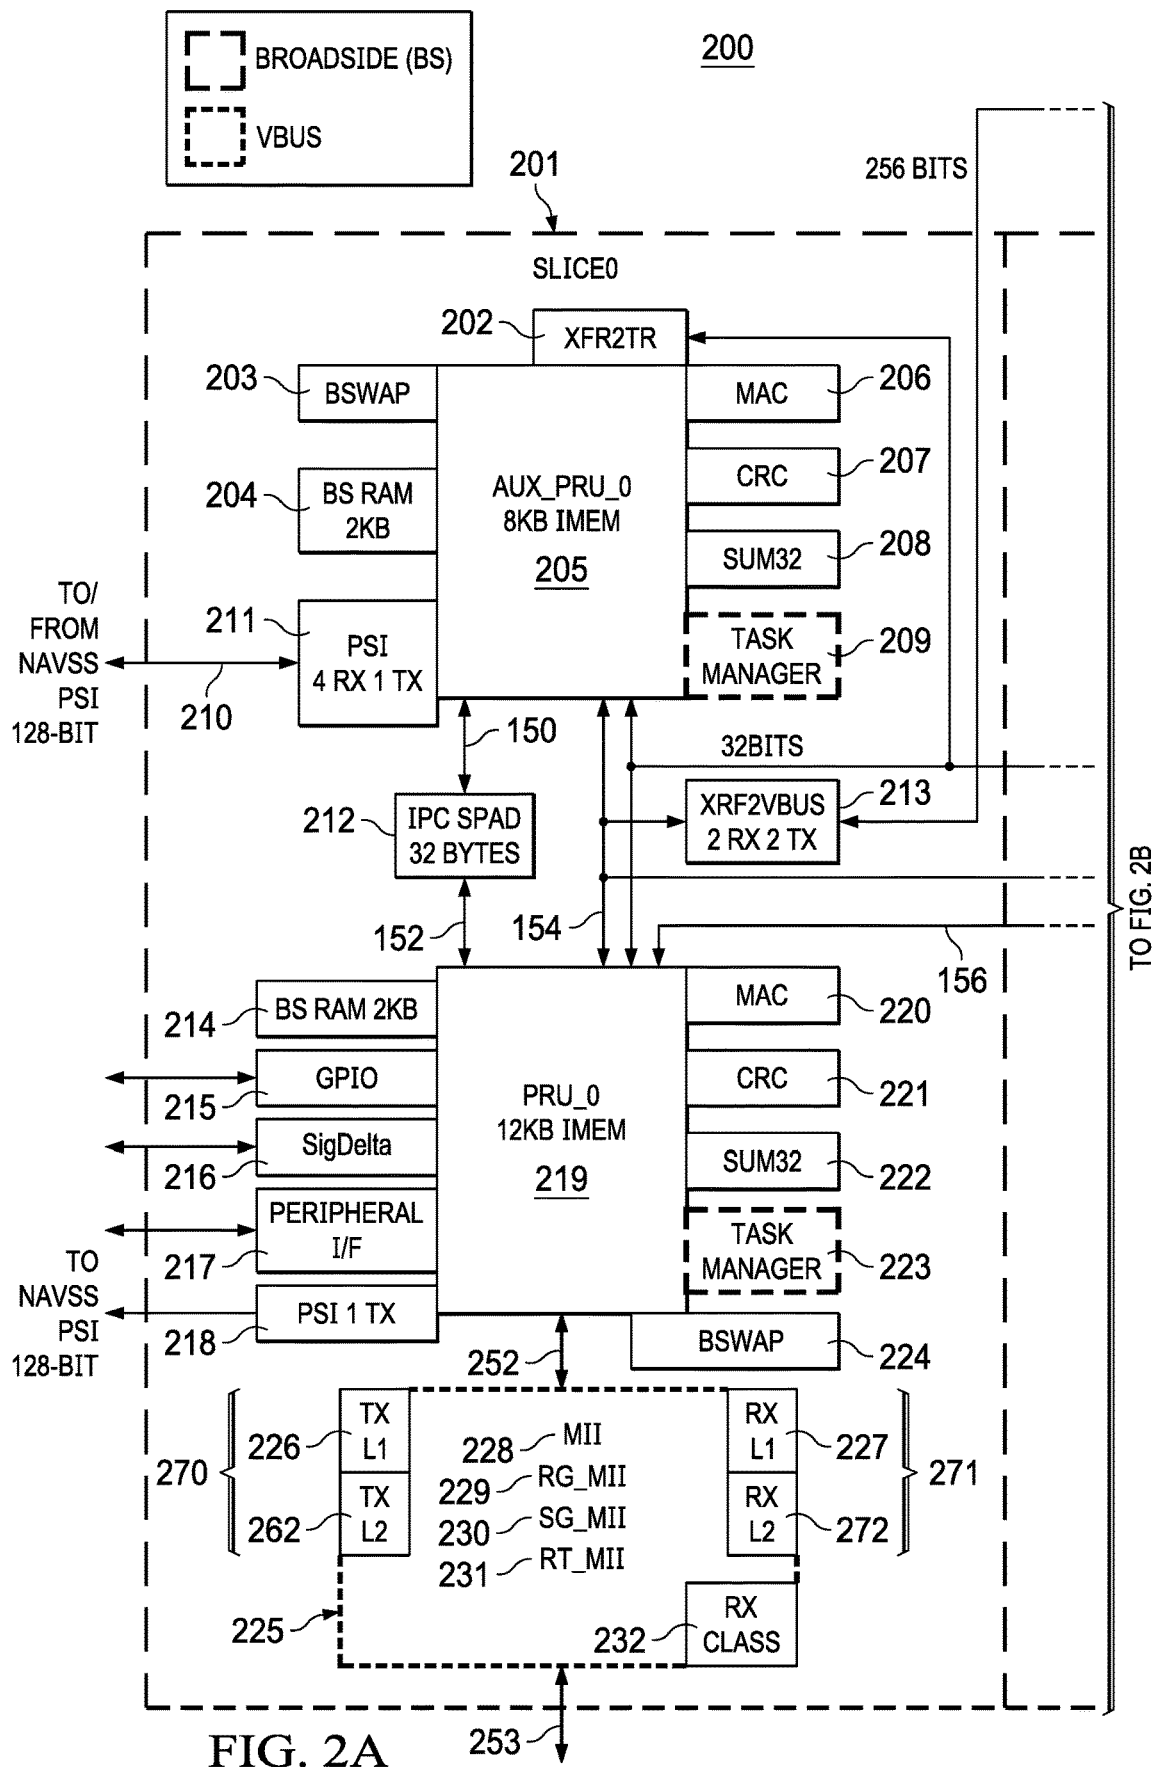 BROADSIDE (BS)
VBUS
200
256 BITS
201
SLICE0
202
XFR2TR
203
BSWAP
MAC
206
204
BS RAM
2KB
AUX_PRU_0
8KB IMEM
205
CRC
207
SUM32
208
TO/
FROM
NAVSS
PSI
128-BIT
211
PSI
4 RX 1 TX
210
TASK
MANAGER
209
150
32BITS
212
IPC SPAD
32 BYTES
XRF2VBUS
2 RX 2 TX
213
152
154
156
TO FIG. 2B
214
BS RAM 2KB
MAC
220
215
GPIO
PRU_0
12KB IMEM
219
CRC
221
216
SigDelta
SUM32
222
217
PERIPHERAL
I/F
TASK
MANAGER
223
TO
NAVSS
PSI
128-BIT
218
PSI 1 TX
BSWAP
224
252
270
226
TX
L1
262
TX
L2
228
MII
229
RG_MII
230
SG_MII
231
RT_MII
RX
L1
227
RX
L2
272
271
225
232
RX
CLASS
253
FIG. 2A